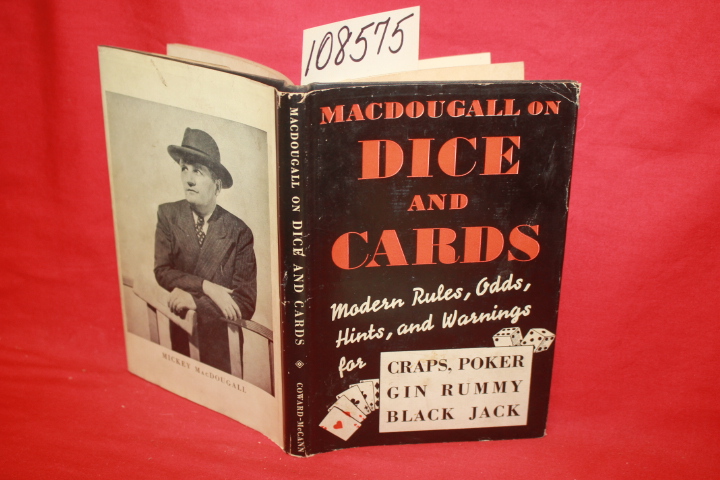 108575
MACDOUGALL ON
DICE
AND
CARDS
Modern Rules, Odds,
Hints, and Warnings
for
CRAPS, POKER
GIN RUMMY
BLACK JACK
MACDOUGALL ON DICE AND CARDS COWARD-McCANN
MICKEY MacDOUGALL